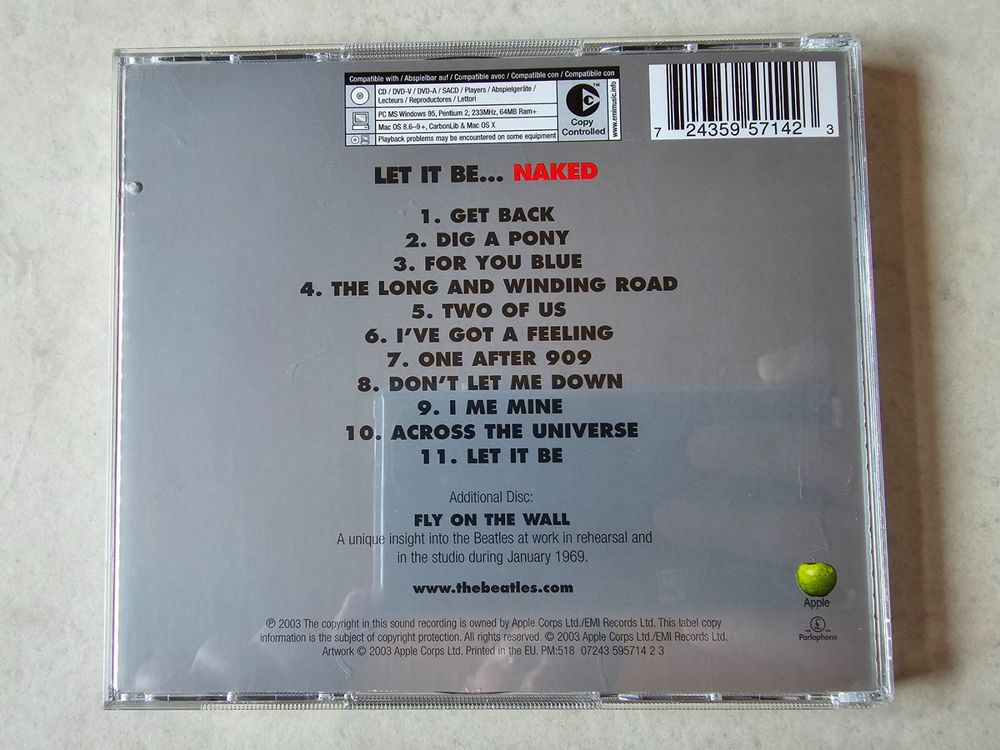 Compatible with / Abspielbar auf / Compatible avec / Compatible con / Compatibile con
CD / DVD-V / DVD-A / SACD / Players / Abspielgeräte /
Lecteurs / Reproductores / Lettori
PC MS Windows 95, Pentium 2, 233MHz, 64MB Ram+
Mac OS 8.6–9+, CarbonLib & Mac OS X
Playback problems may be encountered on some equipment
Copy
Controlled
www.emimusic.info
7 24359 57142 3
LET IT BE... NAKED
1. GET BACK
2. DIG A PONY
3. FOR YOU BLUE
4. THE LONG AND WINDING ROAD
5. TWO OF US
6. I'VE GOT A FEELING
7. ONE AFTER 909
8. DON'T LET ME DOWN
9. I ME MINE
10. ACROSS THE UNIVERSE
11. LET IT BE
Additional Disc:
FLY ON THE WALL
A unique insight into the Beatles at work in rehearsal and
in the studio during January 1969.
www.thebeatles.com
Apple
Parlophone
℗ 2003 The copyright in this sound recording is owned by Apple Corps Ltd./EMI Records Ltd. This label copy
information is the subject of copyright protection. All rights reserved. © 2003 Apple Corps Ltd./EMI Records Ltd.
Artwork © 2003 Apple Corps Ltd. Printed in the EU. PM:518 07243 595714 2 3